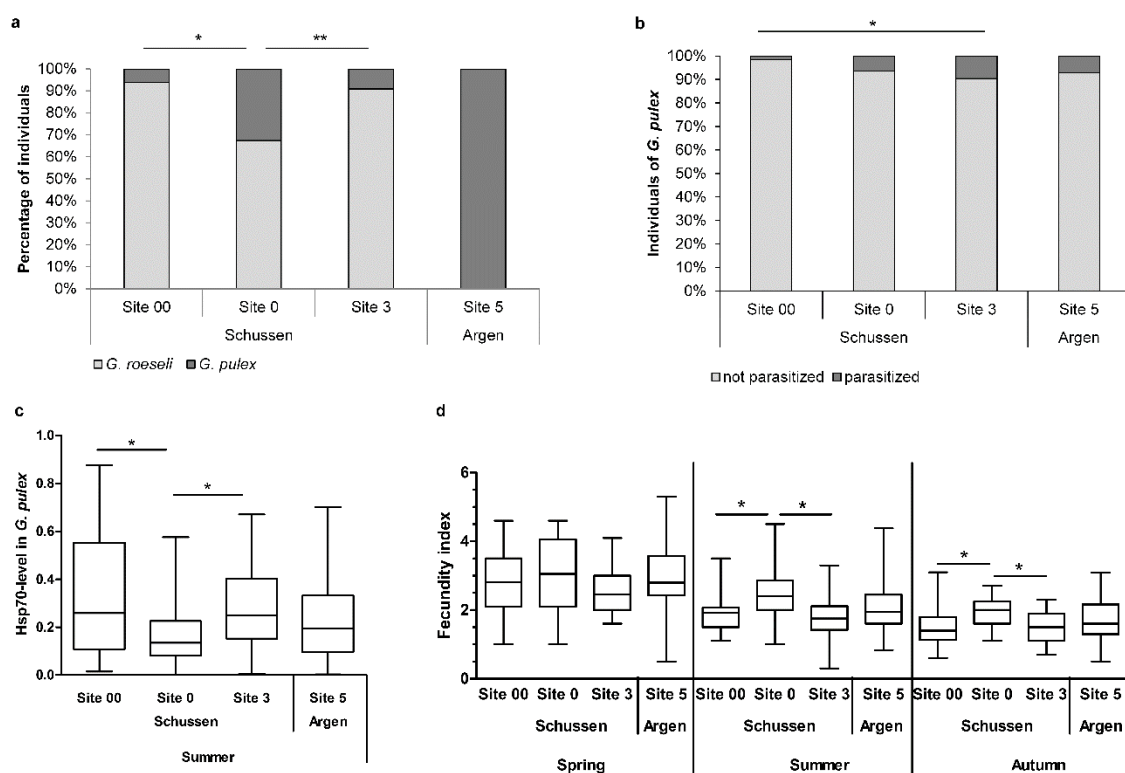 a
* **
100%
90%
80%
70%
60%
50%
40%
30%
20%
10%
0%
Percentage of individuals
Site 00 Site 0 Site 3 Site 5
Schussen Argen
G. roeseli G. pulex
b
*
100%
90%
80%
70%
60%
50%
40%
30%
20%
10%
0%
Individuals of G. pulex
Site 00 Site 0 Site 3 Site 5
Schussen Argen
not parasitized parasitized
c
* *
1.0
0.8
0.6
0.4
0.2
0.0
Hsp70-level in G. pulex
Site 00 Site 0 Site 3 Site 5
Schussen Argen
Summer
d
* * * *
6
4
2
0
Fecundity index
Site 00 Site 0 Site 3 Site 5 Site 00 Site 0 Site 3 Site 5 Site 00 Site 0 Site 3 Site 5
Schussen Argen Schussen Argen Schussen Argen
Spring Summer Autumn